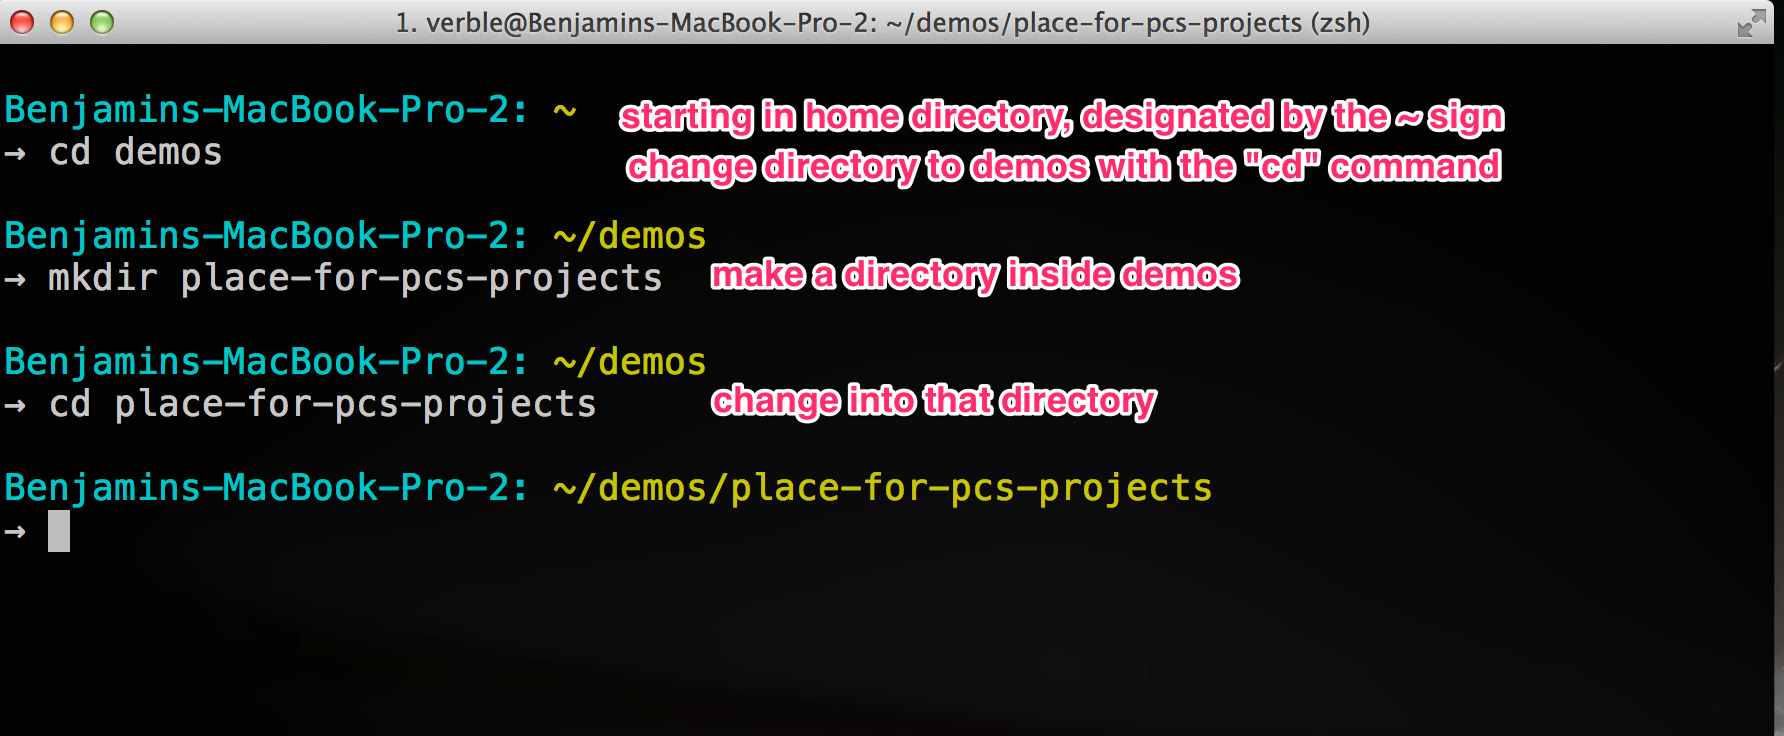 1. verble@Benjamins-MacBook-Pro-2: ~/demos/place-for-pcs-projects (zsh)
Benjamins-MacBook-Pro-2: ~ starting in home directory, designated by the ~ sign
→ cd demos change directory to demos with the "cd" command
Benjamins-MacBook-Pro-2: ~/demos
→ mkdir place-for-pcs-projects make a directory inside demos
Benjamins-MacBook-Pro-2: ~/demos
→ cd place-for-pcs-projects change into that directory
Benjamins-MacBook-Pro-2: ~/demos/place-for-pcs-projects
→